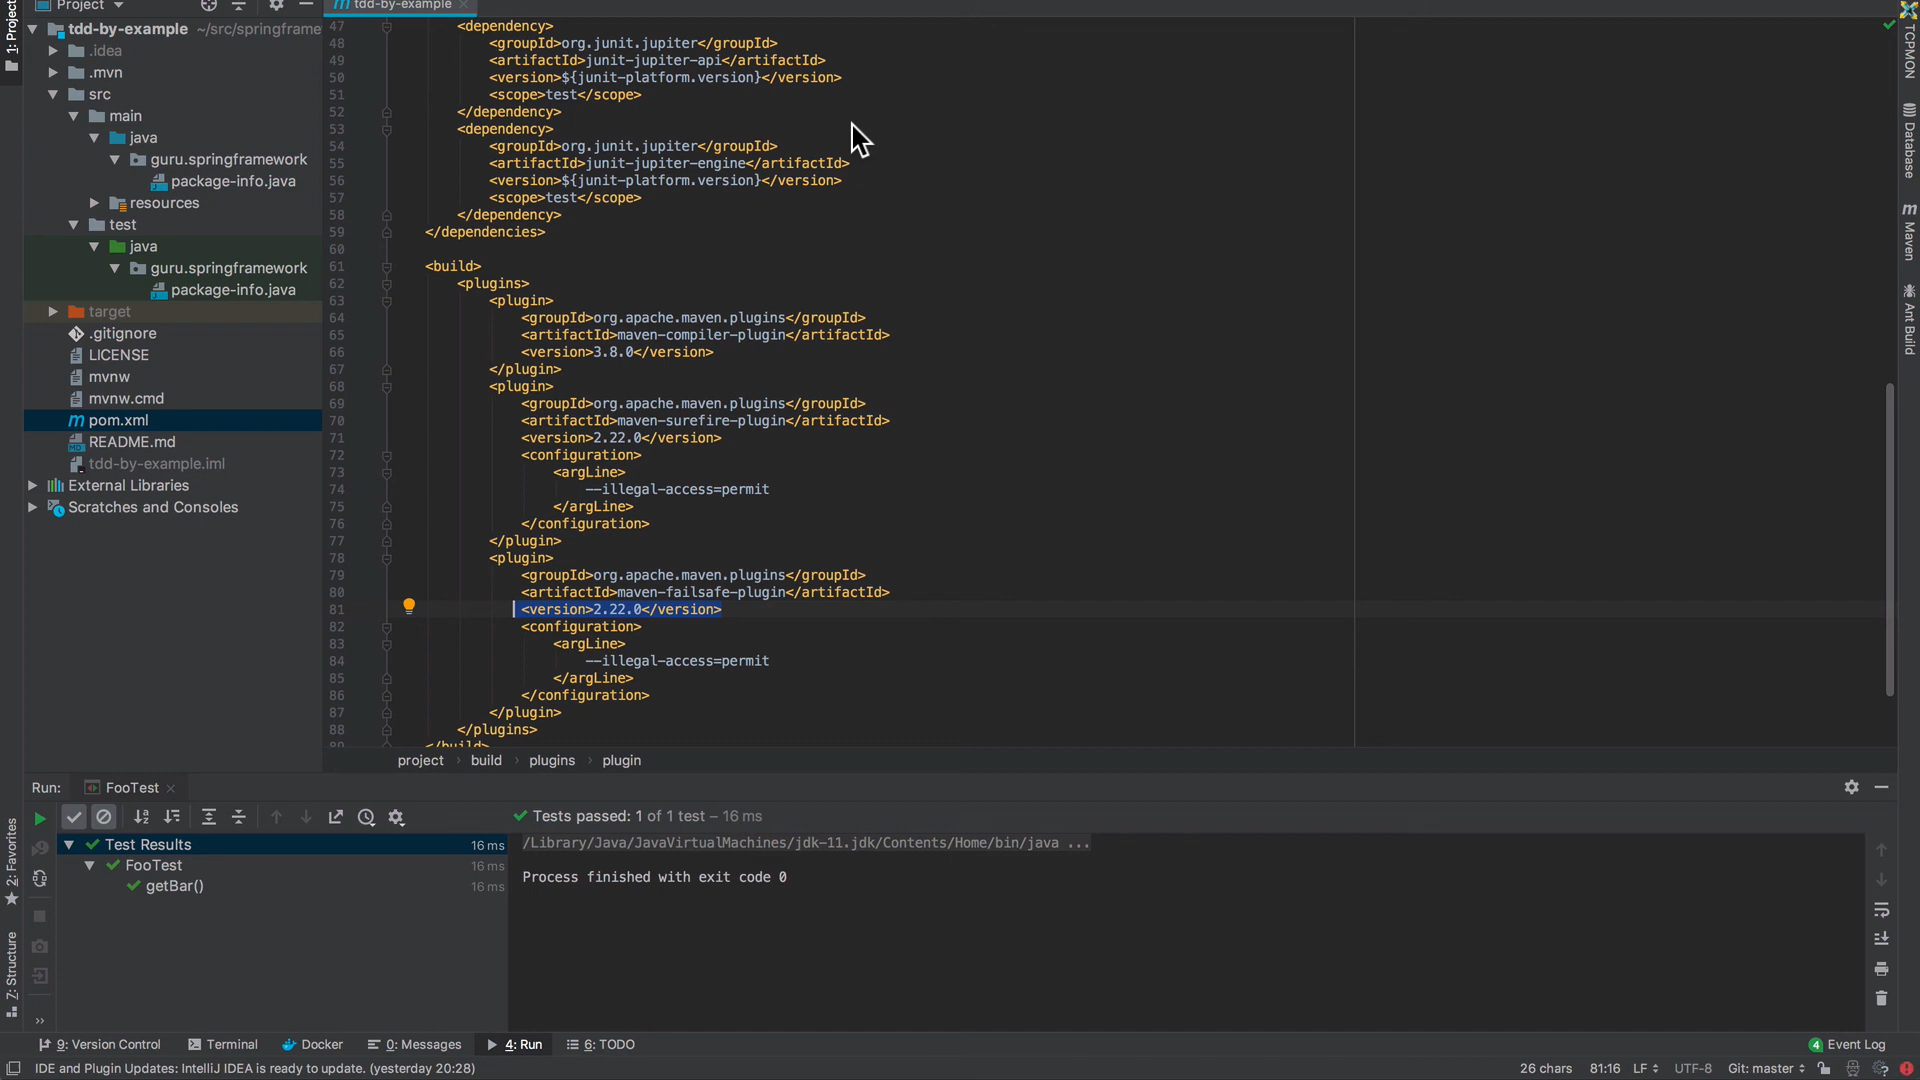 Project
tdd-by-example
1: Project
tdd-by-example ~/src/springframe
.idea
.mvn
src
main
java
guru.springframework
package-info.java
resources
test
java
guru.springframework
package-info.java
target
.gitignore
LICENSE
mvnw
mvnw.cmd
pom.xml
README.md
tdd-by-example.iml
External Libraries
Scratches and Consoles
47 <dependency>
48 <groupId>org.junit.jupiter</groupId>
49 <artifactId>junit-jupiter-api</artifactId>
50 <version>${junit-platform.version}</version>
51 <scope>test</scope>
52 </dependency>
53 <dependency>
54 <groupId>org.junit.jupiter</groupId>
55 <artifactId>junit-jupiter-engine</artifactId>
56 <version>${junit-platform.version}</version>
57 <scope>test</scope>
58 </dependency>
59 </dependencies>
60
61 <build>
62 <plugins>
63 <plugin>
64 <groupId>org.apache.maven.plugins</groupId>
65 <artifactId>maven-compiler-plugin</artifactId>
66 <version>3.8.0</version>
67 </plugin>
68 <plugin>
69 <groupId>org.apache.maven.plugins</groupId>
70 <artifactId>maven-surefire-plugin</artifactId>
71 <version>2.22.0</version>
72 <configuration>
73 <argLine>
74 --illegal-access=permit
75 </argLine>
76 </configuration>
77 </plugin>
78 <plugin>
79 <groupId>org.apache.maven.plugins</groupId>
80 <artifactId>maven-failsafe-plugin</artifactId>
81 <version>2.22.0</version>
82 <configuration>
83 <argLine>
84 --illegal-access=permit
85 </argLine>
86 </configuration>
87 </plugin>
88 </plugins>
89 </build>
project › build › plugins › plugin
TCPMON
Database
Maven
Ant Build
Run: FooTest
Tests passed: 1 of 1 test – 16 ms
Test Results 16 ms
FooTest 16 ms
getBar() 16 ms
/Library/Java/JavaVirtualMachines/jdk-11.jdk/Contents/Home/bin/java ...
Process finished with exit code 0
2: Favorites
Z: Structure
9: Version Control
Terminal
Docker
0: Messages
4: Run
6: TODO
4 Event Log
IDE and Plugin Updates: IntelliJ IDEA is ready to update. (yesterday 20:28)
26 chars 81:16 LF UTF-8 Git: master